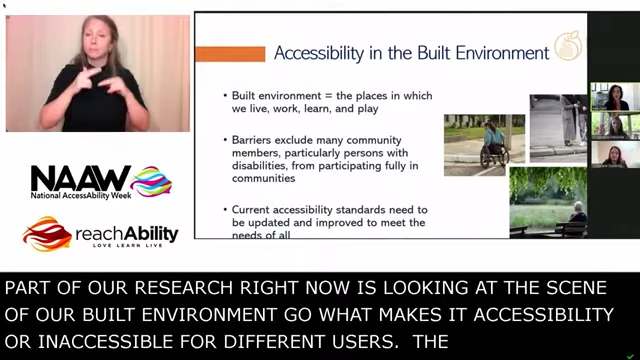 Accessibility in the Built Environment
• Built environment = the places in which
we live, work, learn, and play
• Barriers exclude many community
members, particularly persons with
disabilities, from participating fully in
communities
• Current accessibility standards need to
be updated and improved to meet the
needs of all
NAAW
National AccessAbility Week
reachAbility
LOVE LEARN LIVE
PART OF OUR RESEARCH RIGHT NOW IS LOOKING AT THE SCENE
OF OUR BUILT ENVIRONMENT GO WHAT MAKES IT ACCESSIBILITY
OR INACCESSIBLE FOR DIFFERENT USERS.  THE